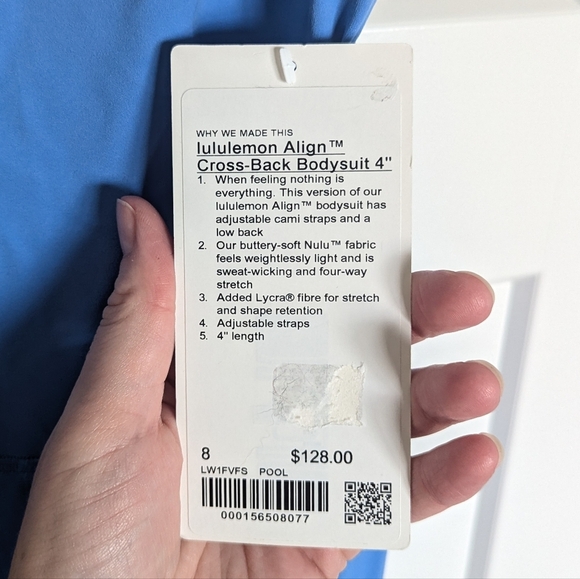 WHY WE MADE THIS
lululemon Align™
Cross-Back Bodysuit 4"
1. When feeling nothing is
everything. This version of our
lululemon Align™ bodysuit has
adjustable cami straps and a
low back
2. Our buttery-soft Nulu™ fabric
feels weightlessly light and is
sweat-wicking and four-way
stretch
3. Added Lycra® fibre for stretch
and shape retention
4. Adjustable straps
5. 4" length
8 $128.00
LW1FVFS POOL
000156508077